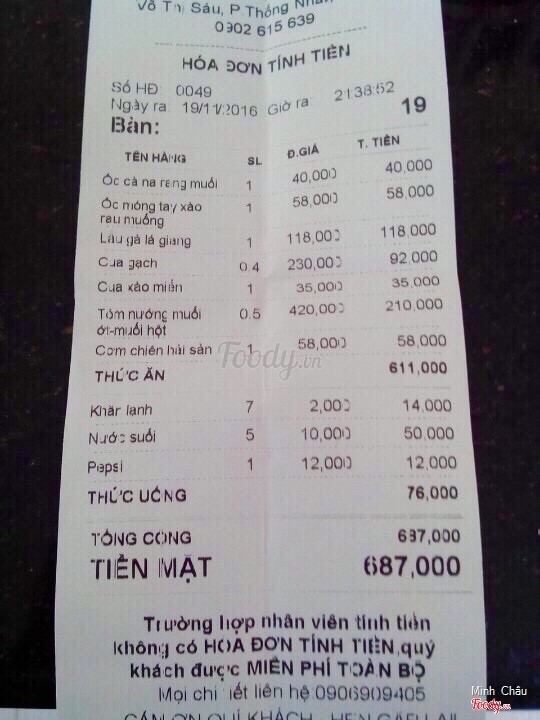 Võ Thị Sáu, P Thống Nhất
0902 615 639
HÓA ĐƠN TÍNH TIỀN
Số HĐ: 0049
Ngày ra: 19/11/2016 Giờ ra: 21:38:52
Bàn: 19
TÊN HÀNG SL Đ.GIÁ T. TIỀN
Ốc cà na rang muối 1 40,000 40,000
Ốc móng tay xào 1 58,000 58,000
rau muống
Lẩu gà lá giang 1 118,000 118,000
Cua gạch 0.4 230,000 92,000
Cua xào miến 1 35,000 35,000
Tôm nướng muối 0.5 420,000 210,000
ớt-muối hột
Cơm chiên hải sản 1 58,000 58,000
THỨC ĂN 611,000
Khăn lạnh 7 2,000 14,000
Nước suối 5 10,000 50,000
Pepsi 1 12,000 12,000
THỨC UỐNG 76,000
TỔNG CỘNG 687,000
TIỀN MẶT 687,000
Trường hợp nhân viên tính tiền
không có HÓA ĐƠN TÍNH TIỀN,quý
khách được MIỄN PHÍ TOÀN BỘ
Mọi chi tiết liên hệ 0906909405
CÁN ƠN QUÍ KHÁCH - HẸN GẶP LẠI
Foody.vn
Minh Châu
Foody.vn